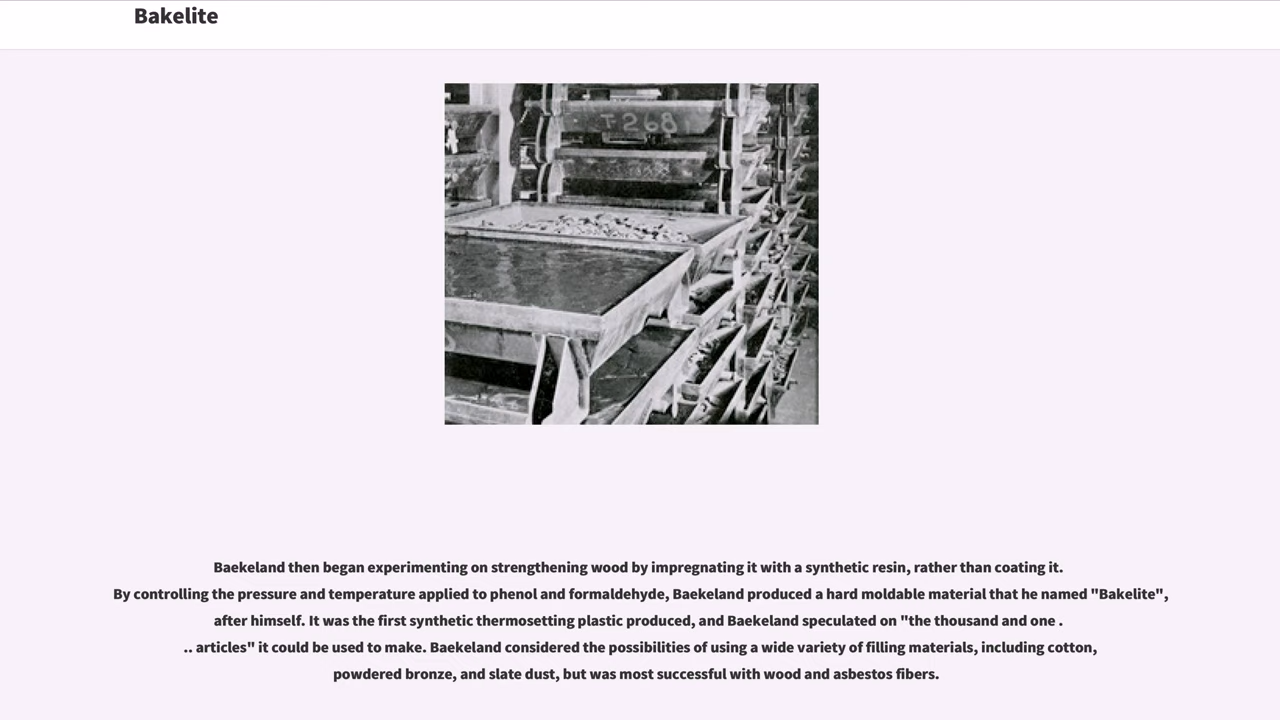 Bakelite
T268
Baekeland then began experimenting on strengthening wood by impregnating it with a synthetic resin, rather than coating it.
By controlling the pressure and temperature applied to phenol and formaldehyde, Baekeland produced a hard moldable material that he named "Bakelite",
after himself. It was the first synthetic thermosetting plastic produced, and Baekeland speculated on "the thousand and one .
.. articles" it could be used to make. Baekeland considered the possibilities of using a wide variety of filling materials, including cotton,
powdered bronze, and slate dust, but was most successful with wood and asbestos fibers.